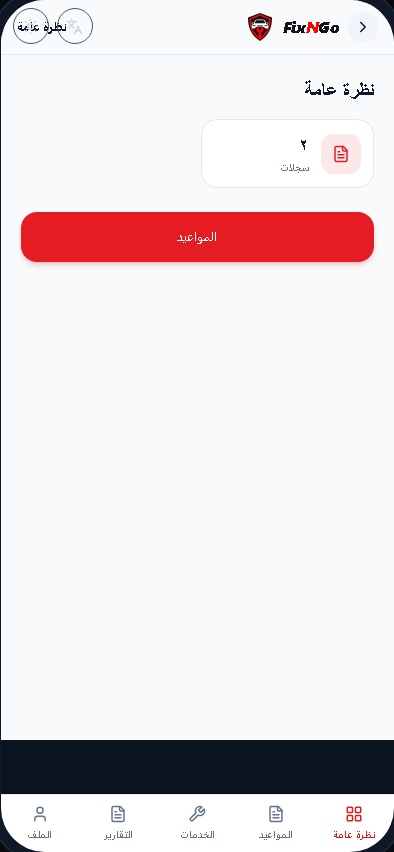 FixNGo
نظرة عامة
نظرة عامة
٢
سجلات
المواعيد
نظرة عامة
المواعيد
الخدمات
التقارير
الملف